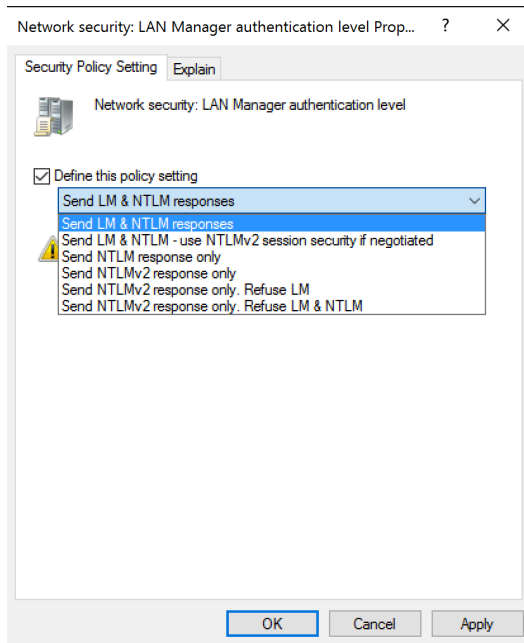 Network security: LAN Manager authentication level Prop... ? ×
Security Policy Setting Explain
Network security: LAN Manager authentication level
Define this policy setting
Send LM & NTLM responses
Send LM & NTLM responses
Send LM & NTLM - use NTLMv2 session security if negotiated
Send NTLM response only
Send NTLMv2 response only
Send NTLMv2 response only. Refuse LM
Send NTLMv2 response only. Refuse LM & NTLM
OK Cancel Apply